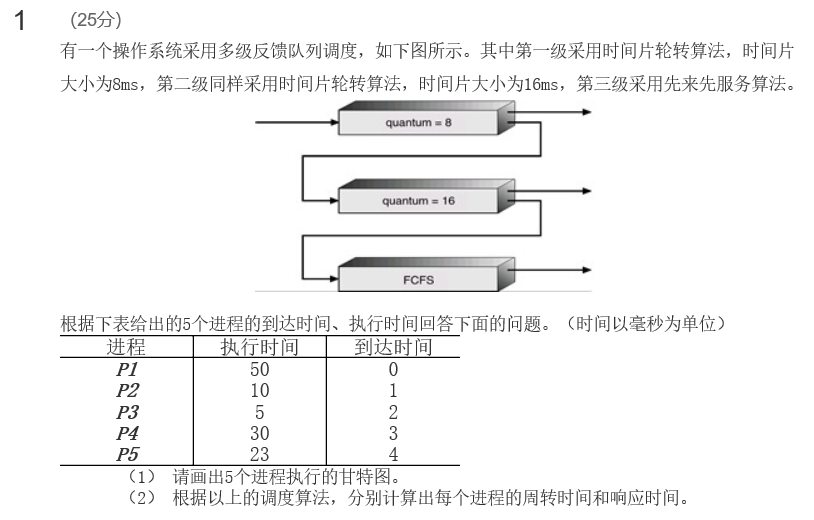 1 (25分)
有一个操作系统采用多级反馈队列调度，如下图所示。其中第一级采用时间片轮转算法，时间片
大小为8ms，第二级同样采用时间片轮转算法，时间片大小为16ms，第三级采用先来先服务算法。
quantum = 8
quantum = 16
FCFS
根据下表给出的5个进程的到达时间、执行时间回答下面的问题。（时间以毫秒为单位）
进程 执行时间 到达时间
P1 50 0
P2 10 1
P3 5 2
P4 30 3
P5 23 4
（1） 请画出5个进程执行的甘特图。
（2） 根据以上的调度算法，分别计算出每个进程的周转时间和响应时间。